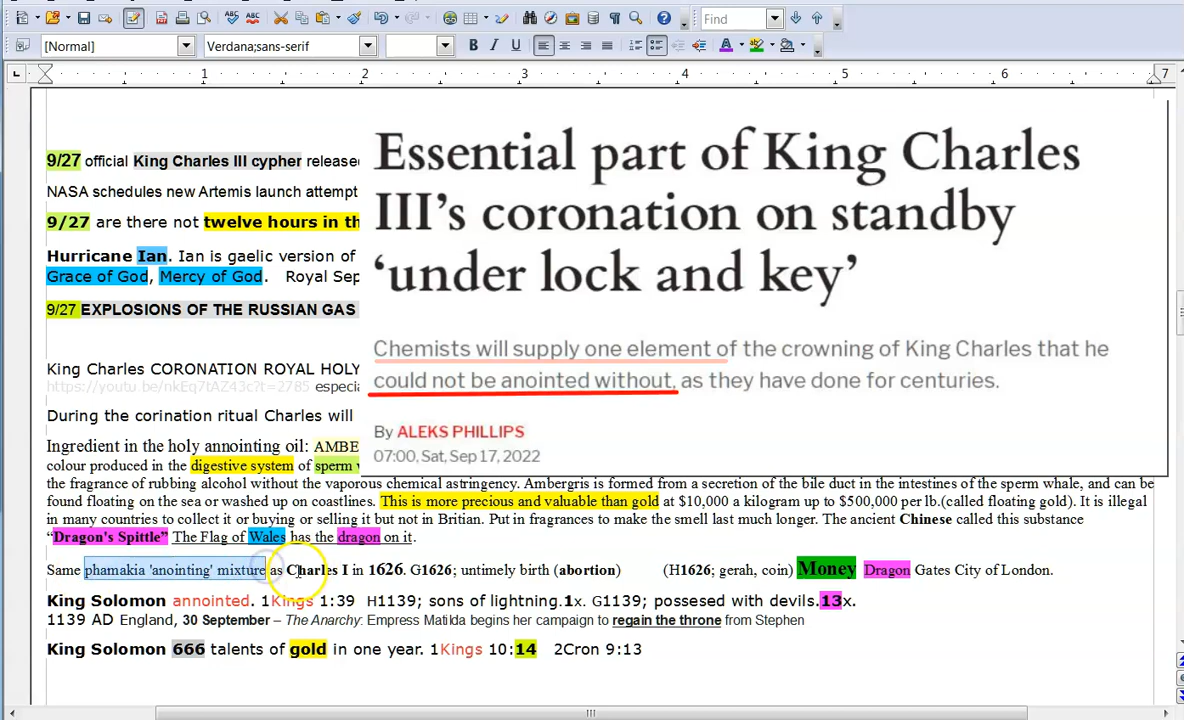 Find
[Normal]
Verdana;sans-serif
1 2 3 4 5 6 7
9/27 official King Charles III cypher released
NASA schedules new Artemis launch attempt
9/27 are there not twelve hours in th
Hurricane Ian. Ian is gaelic version of
Grace of God, Mercy of God. Royal Sep
9/27 EXPLOSIONS OF THE RUSSIAN GAS
King Charles CORONATION ROYAL HOLY
https://youtu be/nkEq7tAZ43c?t=2785 especia
During the corination ritual Charles will
Essential part of King Charles
III’s coronation on standby
‘under lock and key’
Chemists will supply one element of the crowning of King Charles that he
could not be anointed without, as they have done for centuries.
By ALEKS PHILLIPS
07:00, Sat, Sep 17, 2022
Ingredient in the holy annointing oil: AMBE
colour produced in the digestive system of sperm
the fragrance of rubbing alcohol without the vaporous chemical astringency. Ambergris is formed from a secretion of the bile duct in the intestines of the sperm whale, and can be
found floating on the sea or washed up on coastlines. This is more precious and valuable than gold at $10,000 a kilogram up to $500,000 per lb.(called floating gold). It is illegal
in many countries to collect it or buying or selling it but not in Britian. Put in fragrances to make the smell last much longer. The ancient Chinese called this substance
“Dragon's Spittle” The Flag of Wales has the dragon on it.
Same phamakia 'anointing' mixture as Charles I in 1626. G1626; untimely birth (abortion) (H1626; gerah, coin) Money Dragon Gates City of London.
King Solomon annointed. 1Kings 1:39 H1139; sons of lightning.1x. G1139; possesed with devils.13x.
1139 AD England, 30 September – The Anarchy: Empress Matilda begins her campaign to regain the throne from Stephen
King Solomon 666 talents of gold in one year. 1Kings 10:14 2Cron 9:13